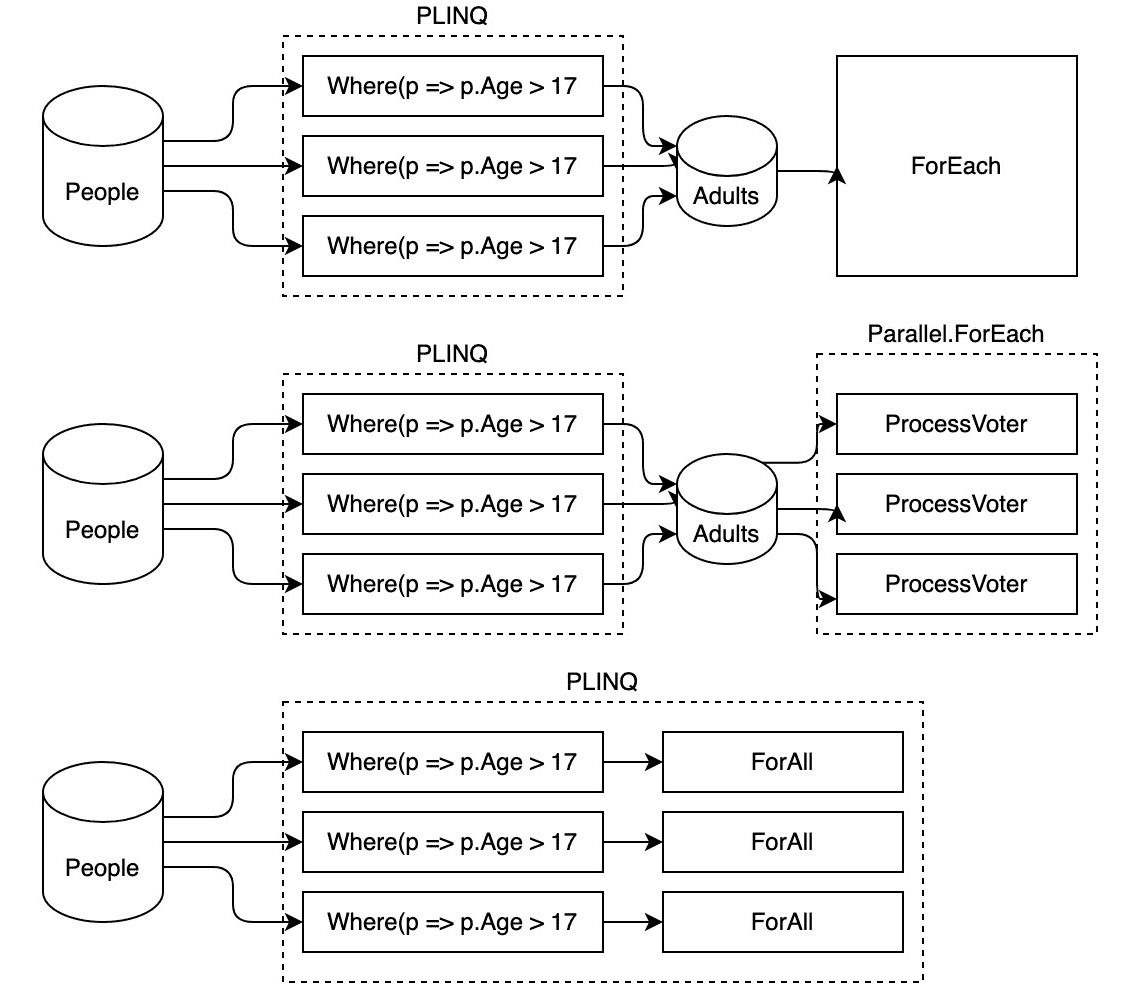 PLINQ
Where(p => p.Age > 17
Where(p => p.Age > 17
Where(p => p.Age > 17
People
Adults
ForEach
PLINQ
Parallel.ForEach
Where(p => p.Age > 17
Where(p => p.Age > 17
Where(p => p.Age > 17
People
Adults
ProcessVoter
ProcessVoter
ProcessVoter
PLINQ
People
Where(p => p.Age > 17
ForAll
Where(p => p.Age > 17
ForAll
Where(p => p.Age > 17
ForAll